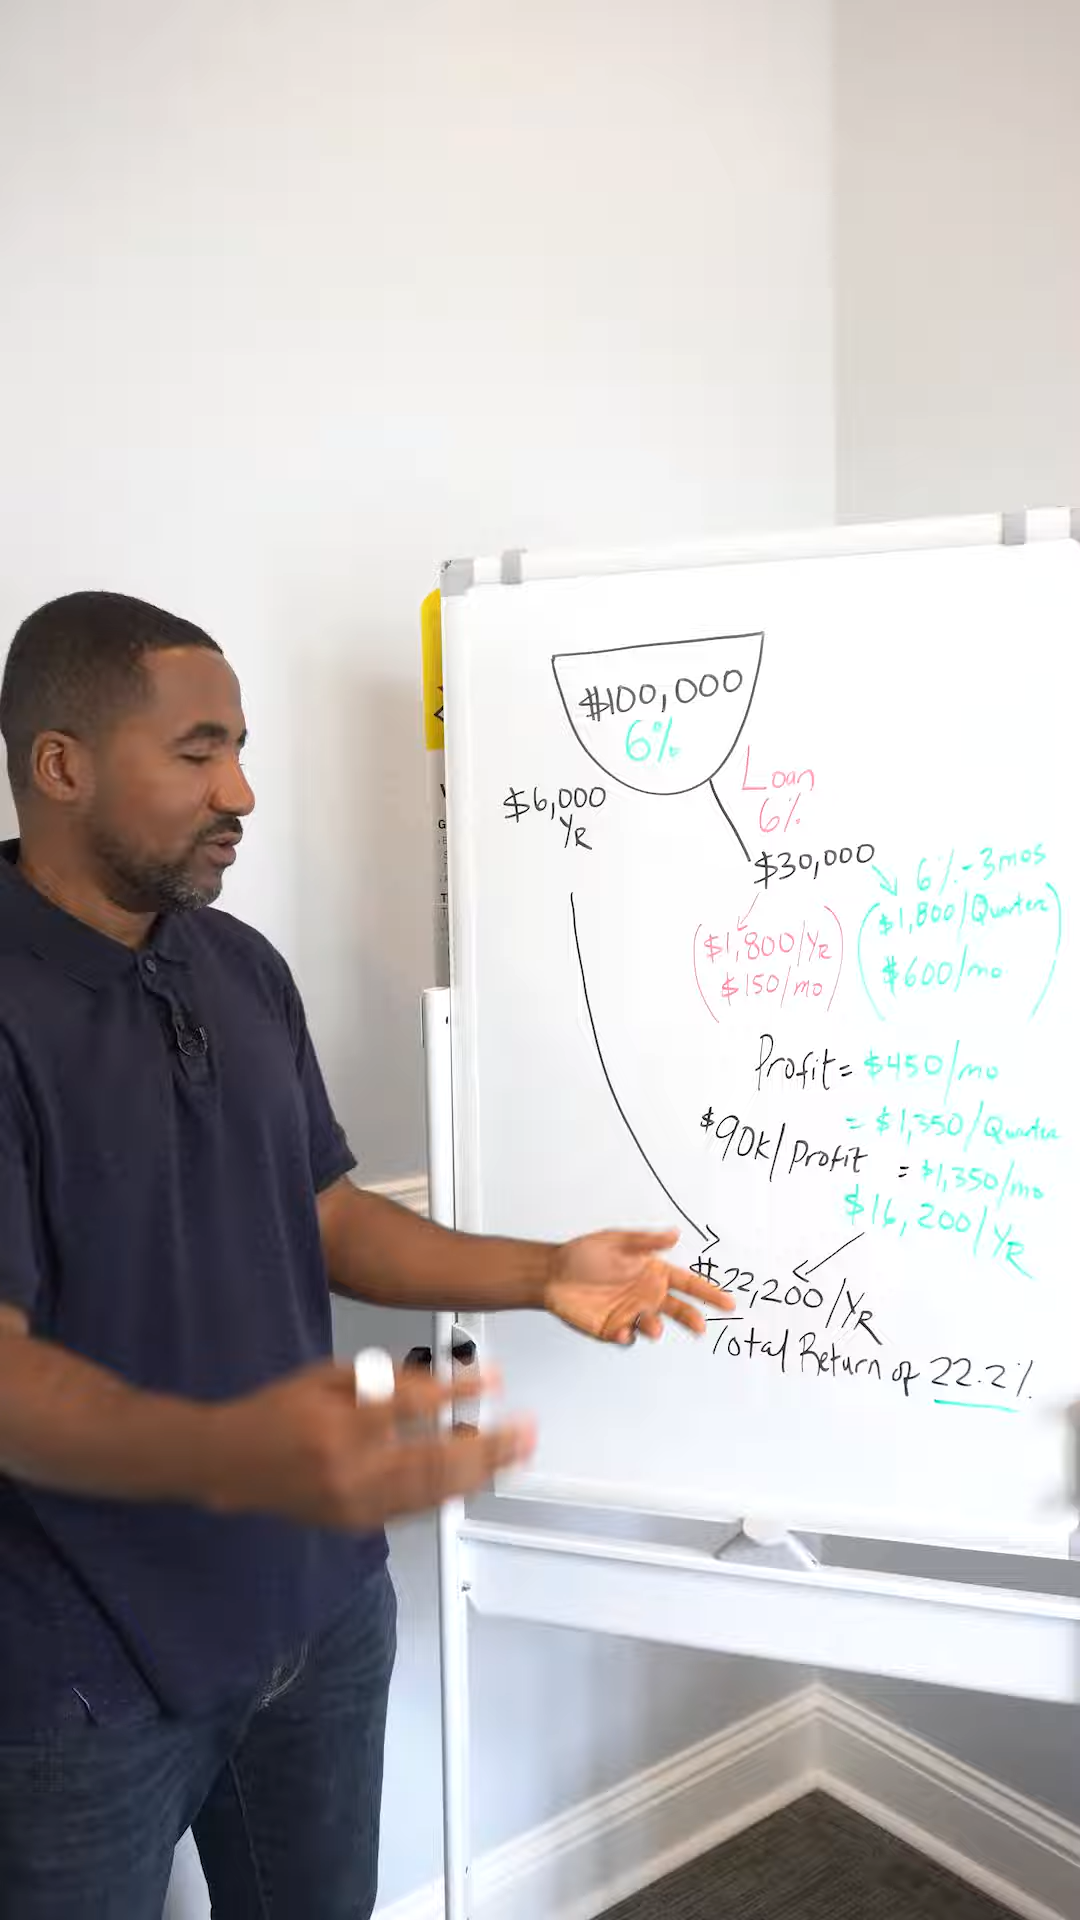 $100,000
6%
$6,000
YR
Loan
6%
$30,000
6% - 3mos
$1,800/Quarter
$600/mo
$1,800/YR
$150/mo
Profit = $450/mo
= $1,350/Quarter
$90K/Profit = $1,350/mo
$16,200/YR
$22,200/YR
Total Return of 22.2%